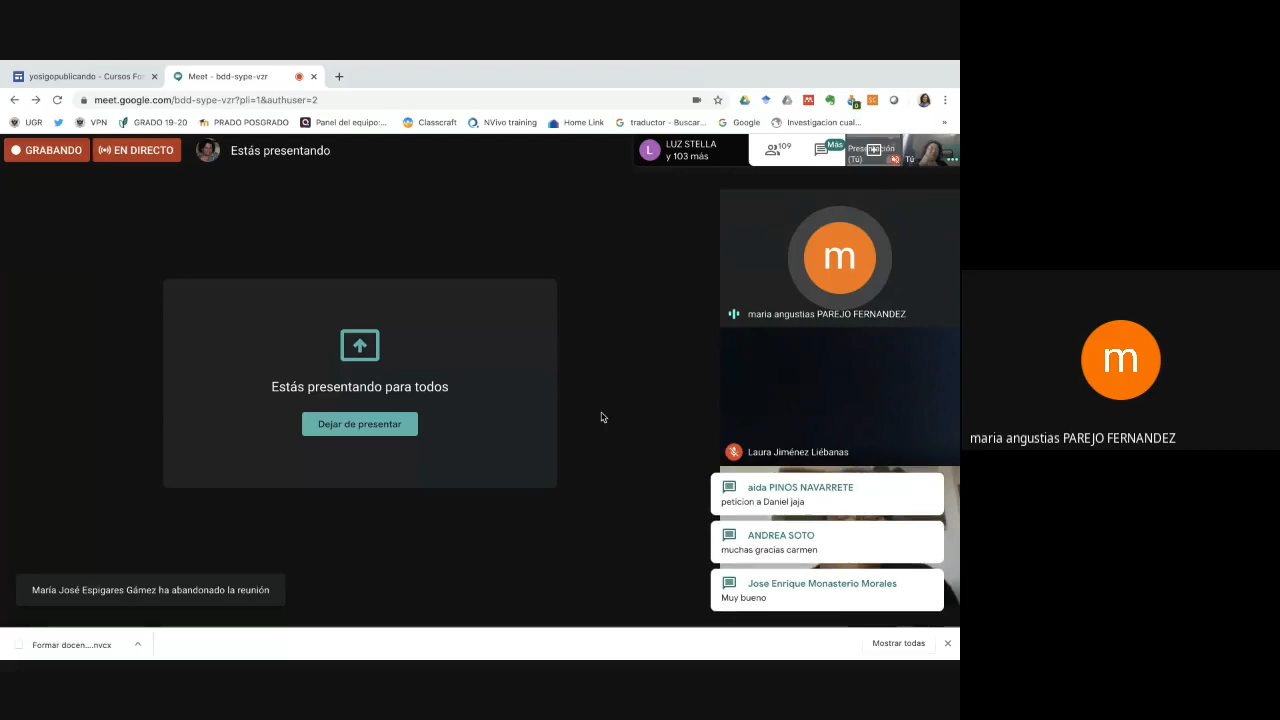 yosigopublicando - Cursos Fo
Meet - bdd-sype-vzr
meet.google.com/bdd-sype-vzr?pli=1&authuser=2
UGR
VPN
GRADO 19-20
PRADO POSGRADO
Panel del equipo:...
Classcraft
NVivo training
Home Link
traductor - Buscar...
Google
Investigacion cual...
»
GRABANDO
EN DIRECTO
Estás presentando
L
LUZ STELLA
y 103 más
109
Más
Presentación
(Tú)
Tú
m
maria angustias PAREJO FERNANDEZ
Estás presentando para todos
Dejar de presentar
Laura Jiménez Liébanas
aida PINOS NAVARRETE
peticion a Daniel jaja
ANDREA SOTO
muchas gracias carmen
Jose Enrique Monasterio Morales
Muy bueno
María José Espigares Gámez ha abandonado la reunión
Formar docen....nvcx
Mostrar todas
m
maria angustias PAREJO FERNANDEZ